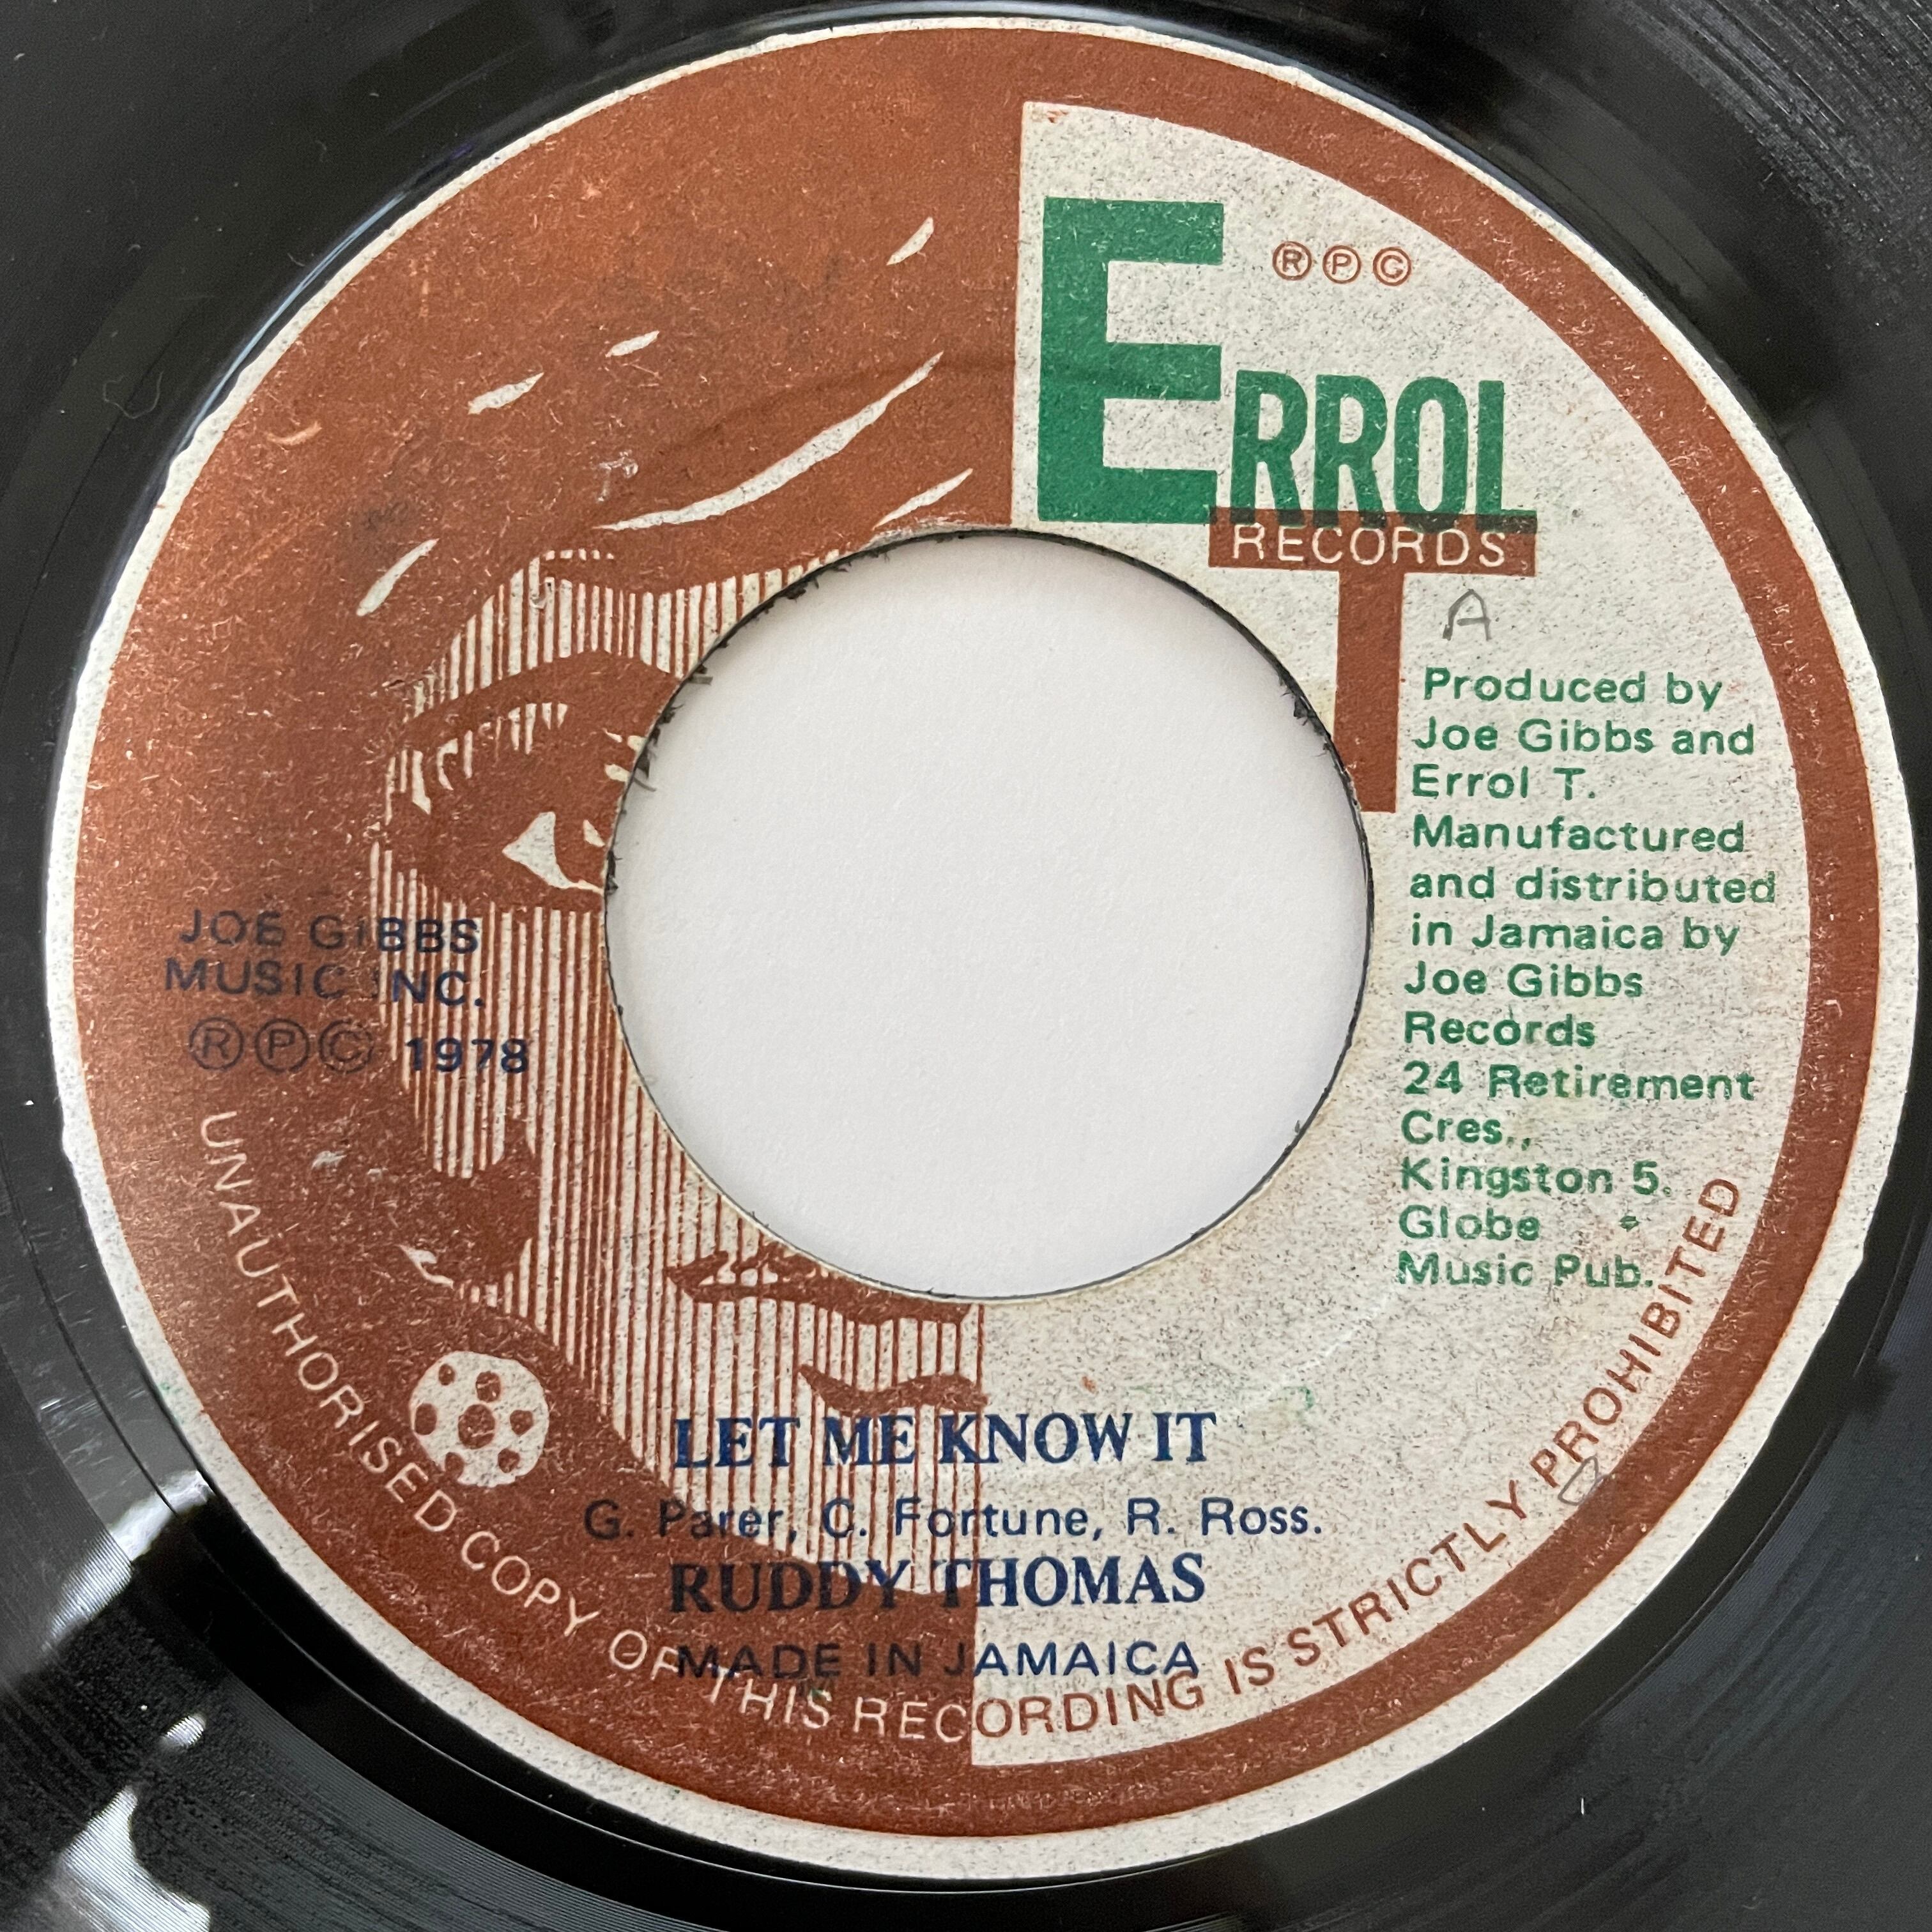 Ⓡ Ⓟ Ⓒ
ERROL T
RECORDS
A
Produced by
Joe Gibbs and
Errol T.
Manufactured
and distributed
in Jamaica by
Joe Gibbs
Records
24 Retirement
Cres.,
Kingston 5.
Globe
Music Pub.
JOE GIBBS
MUSIC INC.
Ⓡ Ⓟ Ⓒ 1978
LET ME KNOW IT
G. Parer, C. Fortune, R. Ross.
RUDDY THOMAS
MADE IN JAMAICA
UNAUTHORISED COPY OF THIS RECORDING IS STRICTLY PROHIBITED